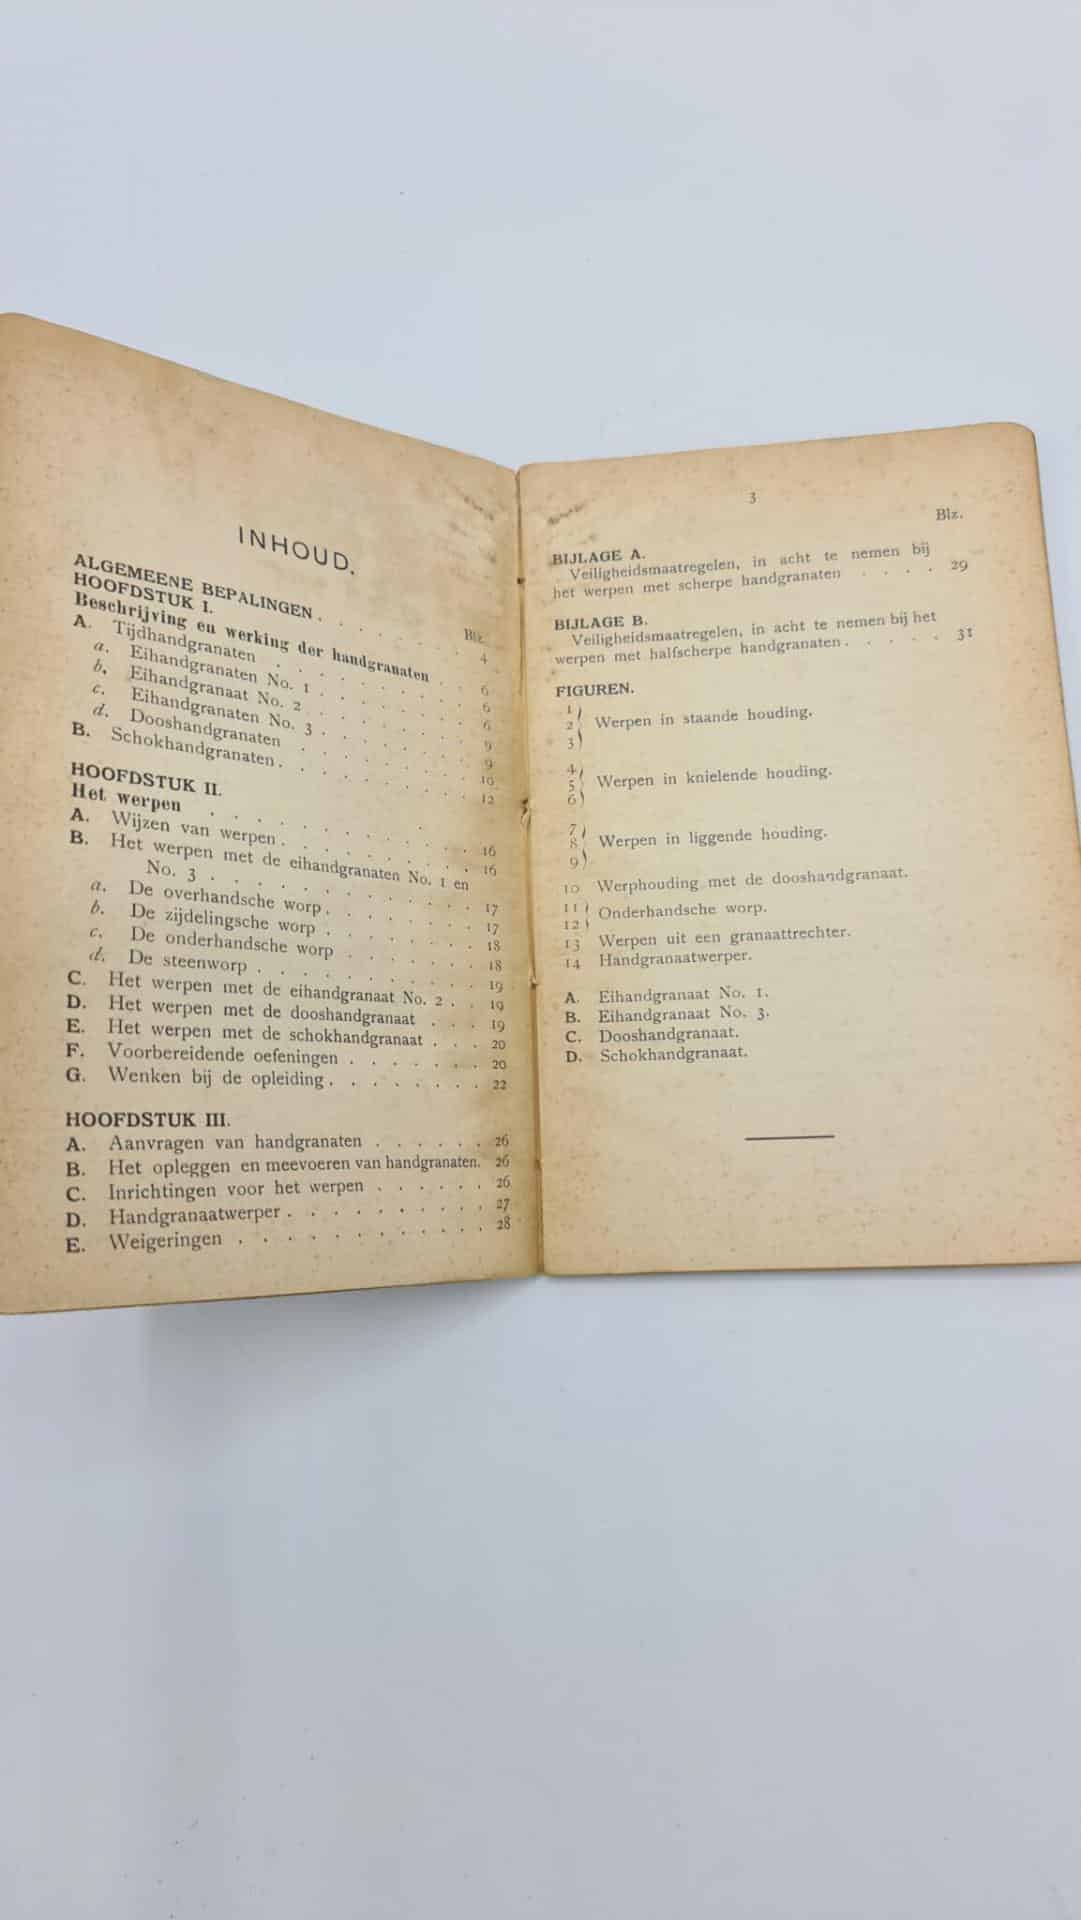 INHOUD.
Blz.
ALGEMEENE BEPALINGEN . . . . . . . . 4
HOOFDSTUK I.
Beschrijving en werking der handgranaten . . 6
A. Tijdhandgranaten . . . . . . . . . 6
a. Eihandgranaten No. 1 . . . . . . . 6
b. Eihandgranaat No. 2 . . . . . . . 9
c. Eihandgranaten No. 3 . . . . . . . 9
d. Dooshandgranaten . . . . . . . . 10
B. Schokhandgranaten . . . . . . . . 12
HOOFDSTUK II.
Het werpen . . . . . . . . . . 16
A. Wijzen van werpen . . . . . . . . 16
B. Het werpen met de eihandgranaten No. 1 en
No. 3 . . . . . . . . . . 17
a. De overhandsche worp . . . . . . . 17
b. De zijdelingsche worp . . . . . . . 18
c. De onderhandsche worp . . . . . . 18
d. De steenworp . . . . . . . . . 19
C. Het werpen met de eihandgranaat No. 2 . . 19
D. Het werpen met de dooshandgranaat . . . 19
E. Het werpen met de schokhandgranaat . . . 20
F. Voorbereidende oefeningen . . . . . . 20
G. Wenken bij de opleiding . . . . . . . 22
HOOFDSTUK III.
A. Aanvragen van handgranaten . . . . . . 26
B. Het opleggen en meevoeren van handgranaten. 26
C. Inrichtingen voor het werpen . . . . . . 26
D. Handgranaatwerper . . . . . . . . . 27
E. Weigeringen . . . . . . . . . . . 28
3
Blz.
BIJLAGE A.
Veiligheidsmaatregelen, in acht te nemen bij
het werpen met scherpe handgranaten . . . . 29
BIJLAGE B.
Veiligheidsmaatregelen, in acht te nemen bij het
werpen met halfscherpe handgranaten . . . . . 31
FIGUREN.
1
2 Werpen in staande houding.
3
4
5 Werpen in knielende houding.
6
7
8 Werpen in liggende houding.
9
10 Werphouding met de dooshandgranaat.
11
12 Onderhandsche worp.
13 Werpen uit een granaattrechter.
14 Handgranaatwerper.
A. Eihandgranaat No. 1.
B. Eihandgranaat No. 3.
C. Dooshandgranaat.
D. Schokhandgranaat.